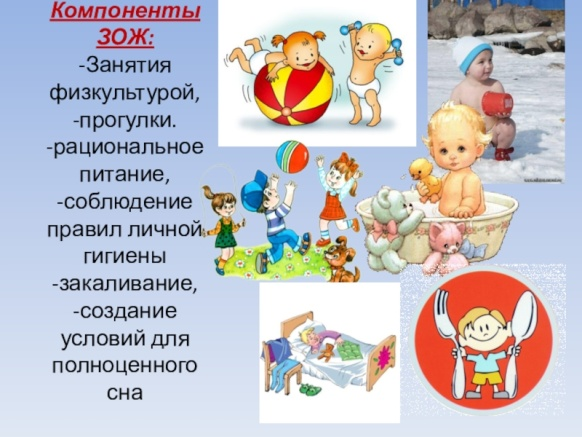 Компоненты
ЗОЖ:
-Занятия
физкультурой,
-прогулки.
-рациональное
питание,
-соблюдение
правил личной
гигиены
-закаливание,
-создание
условий для
полноценного
сна